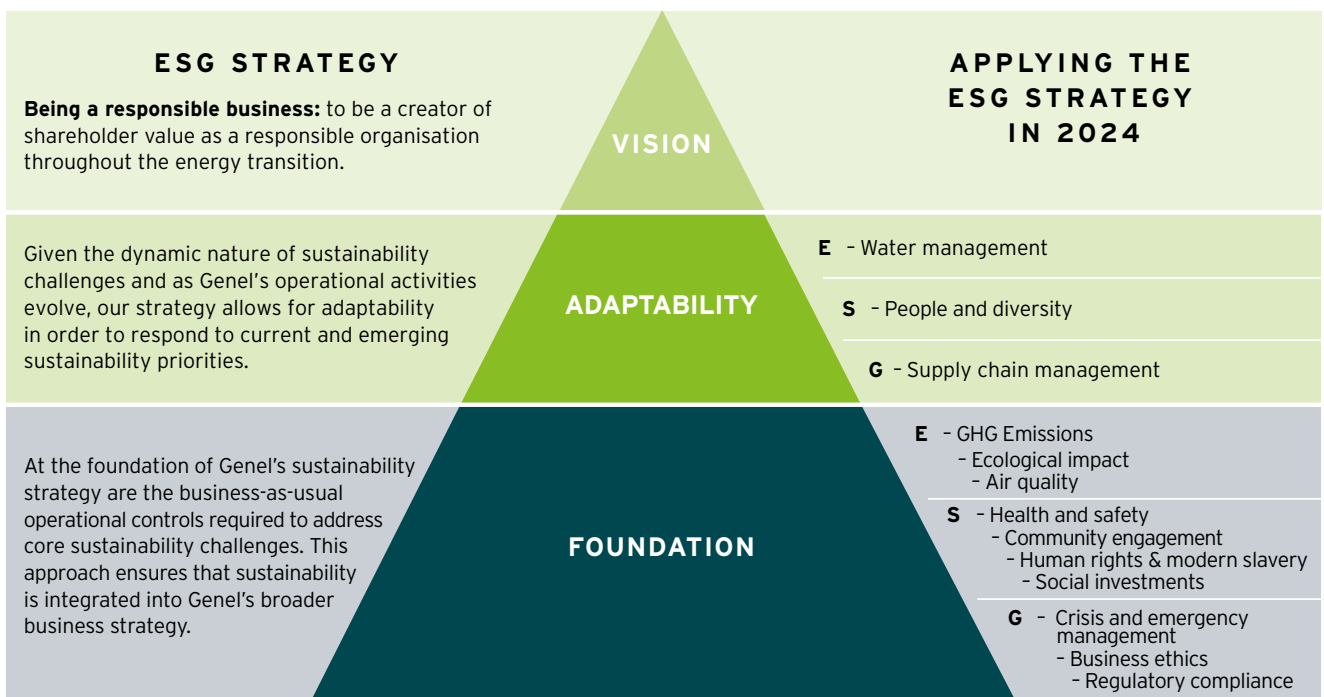 ESG STRATEGY
Being a responsible business: to be a creator of
shareholder value as a responsible organisation
throughout the energy transition.
VISION
APPLYING THE
ESG STRATEGY
IN 2024
Given the dynamic nature of sustainability
challenges and as Genel's operational activities
evolve, our strategy allows for adaptability
in order to respond to current and emerging
sustainability priorities.
ADAPTABILITY
E – Water management
S – People and diversity
G – Supply chain management
At the foundation of Genel's sustainability
strategy are the business-as-usual
operational controls required to address
core sustainability challenges. This
approach ensures that sustainability
is integrated into Genel's broader
business strategy.
FOUNDATION
E – GHG Emissions
– Ecological impact
– Air quality
S – Health and safety
– Community engagement
– Human rights & modern slavery
– Social investments
G – Crisis and emergency
management
– Business ethics
– Regulatory compliance